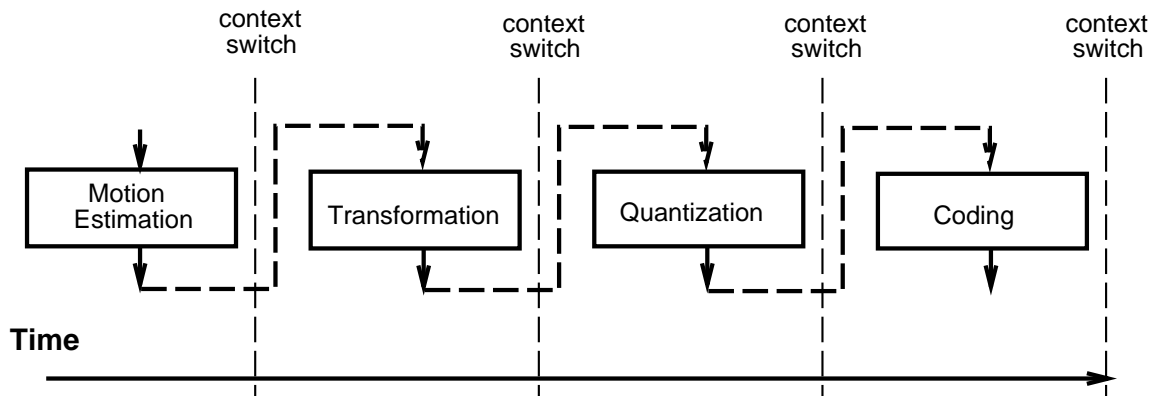 context
switch
context
switch
context
switch
context
switch
Motion
Estimation
Transformation
Quantization
Coding
Time